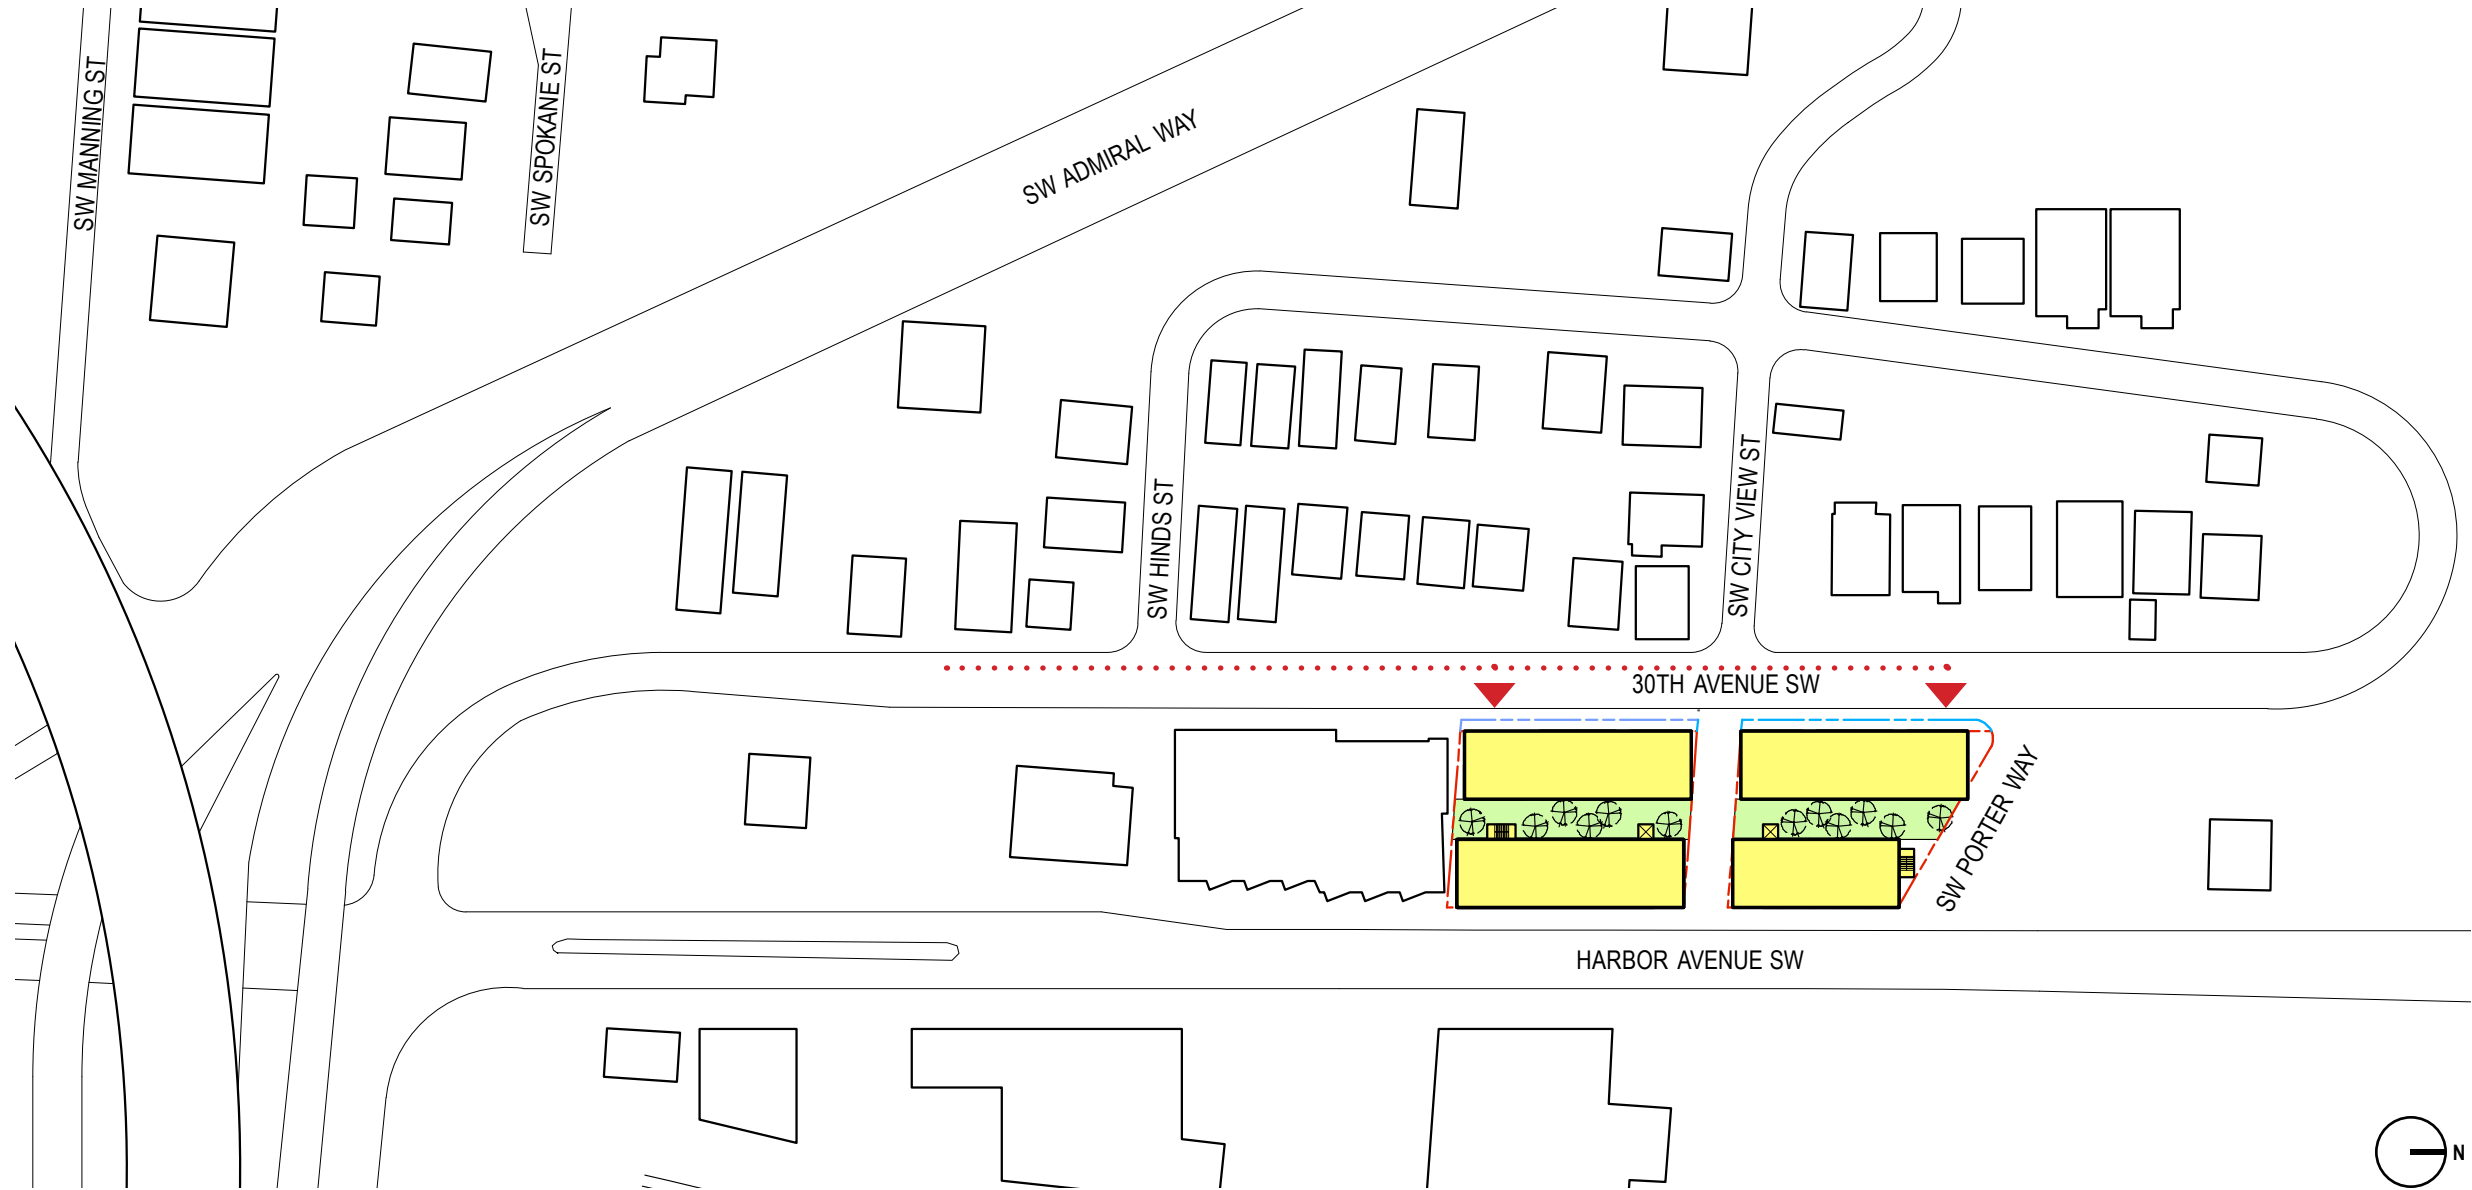 SW MANNING ST
SW SPOKANE ST
SW ADMIRAL WAY
SW HINDS ST
SW CITY VIEW ST
30TH AVENUE SW
SW PORTER WAY
HARBOR AVENUE SW
N